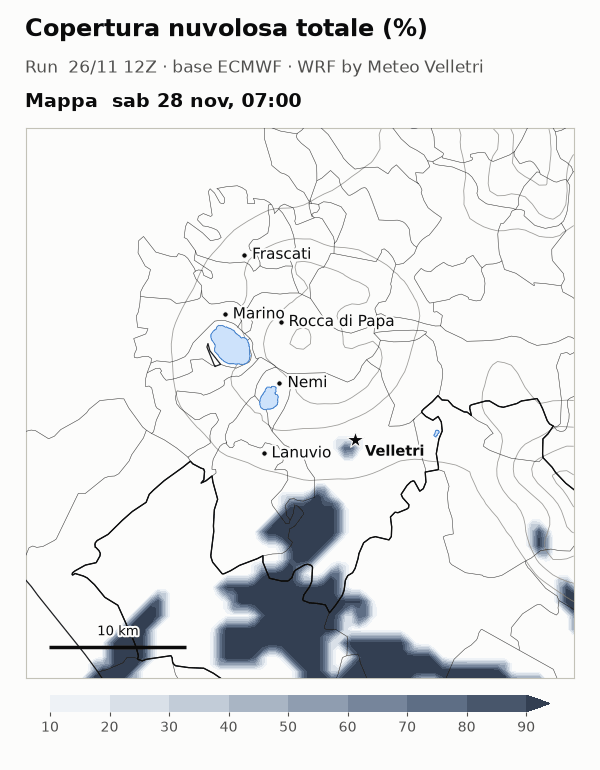 Copertura nuvolosa totale (%)
Run  26/11 12Z · base ECMWF · WRF by Meteo Velletri
Mappa  sab 28 nov, 07:00
Frascati
Marino
Rocca di Papa
Nemi
Velletri
Lanuvio
10 km
10 20 30 40 50 60 70 80 90